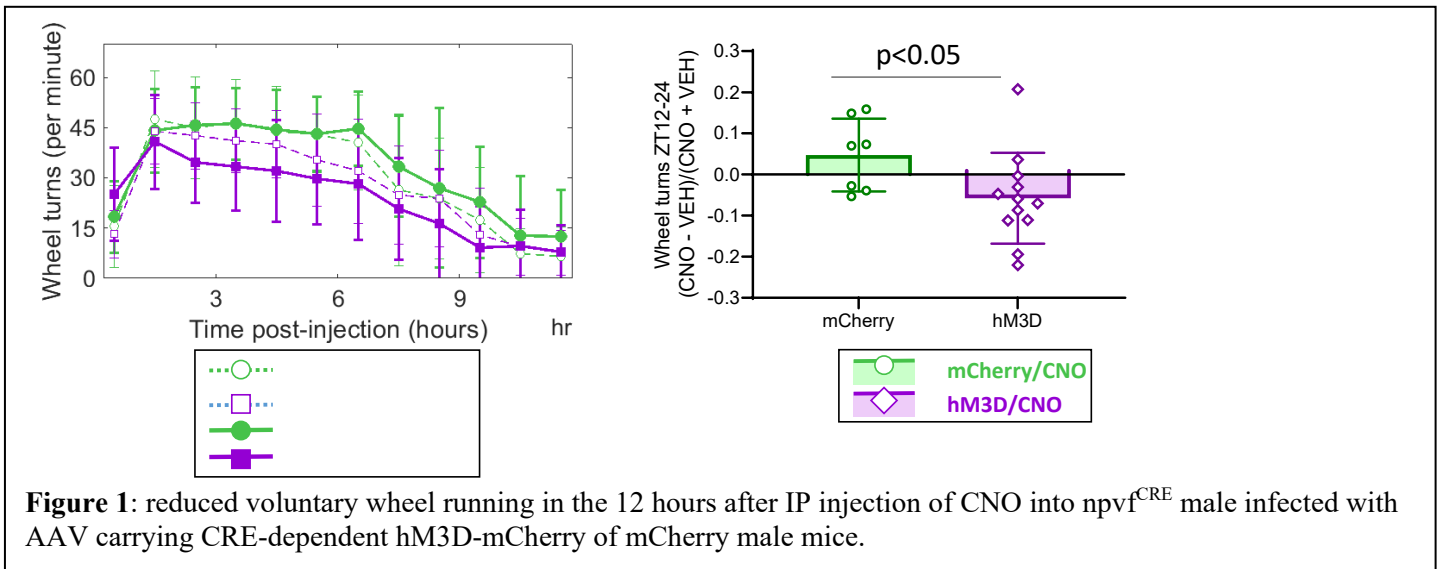 Wheel turns (per minute)
60
45
30
15
0
3
6
9
Time post-injection (hours)
hr
Wheel turns ZT12-24
(CNO - VEH)/(CNO + VEH)
0.3
0.2
0.1
0.0
-0.1
-0.2
-0.3
p<0.05
mCherry
hM3D
mCherry/CNO
hM3D/CNO
Figure 1: reduced voluntary wheel running in the 12 hours after IP injection of CNO into npvfCRE male infected with
AAV carrying CRE-dependent hM3D-mCherry of mCherry male mice.